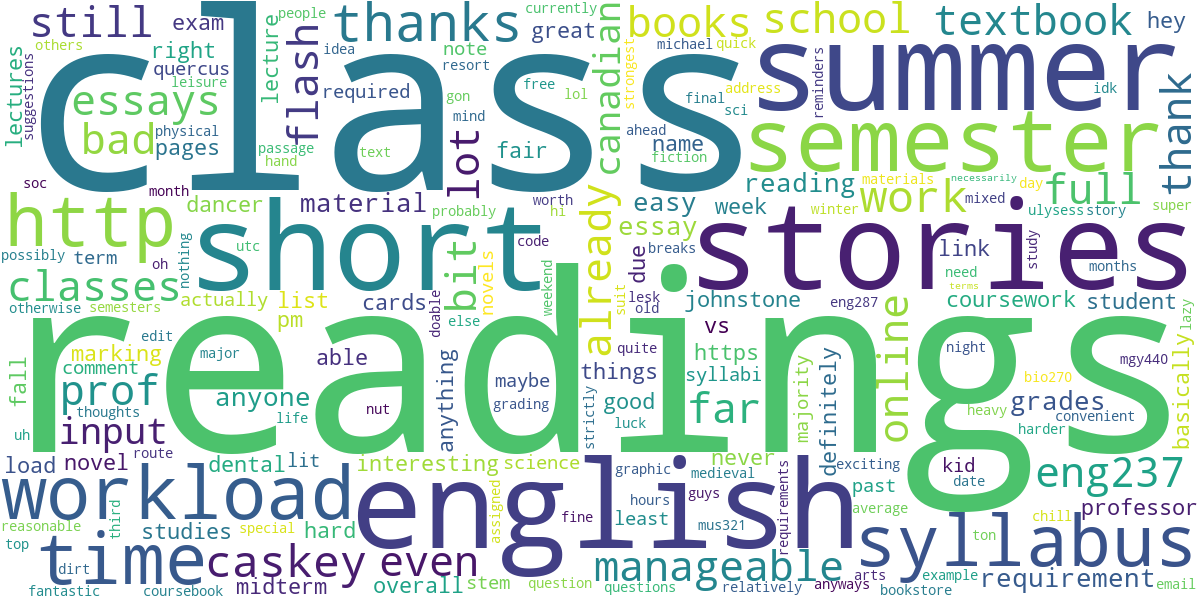 still exam right quercus others people thanks great currently idea resort michael quick books school textbook hey
lectures suggestions class lecture flash note canadian strongest summer reminders
essays leisure required gon free lol address idk thank
bad physical pages passage hand text mind fair final sci semester
soc month ahead name fiction lot
http dancer material probably worth hi easy week reading materials necessarily day full super
short stories winter work mixed ulysses story
possibly term oh nothing utc code essay breaks link study months
classes actually list bit novels weekend already due johnstone eng287 need terms coursework student
otherwise semesters pm cards doable else suit lesk old lazy
readings
fall marking edit major able vs quite https online night mgy440
comment prof anyone maybe things syllabi basically
thoughts life nut anything grading good far majority definitely bio270 grades heavy convenient
uh input route strictly luck harder
load novel dental lit interesting science never exciting kid eng237
workload english graphic medieval requirements past date professor
reasonable third studies special hard assigned fine hours guys least mus321 average syllabus
top time dirt caskey even manageable ton chill
fantastic coursebook midterm overall stem question questions relatively anyways arts bookstore example requirement email